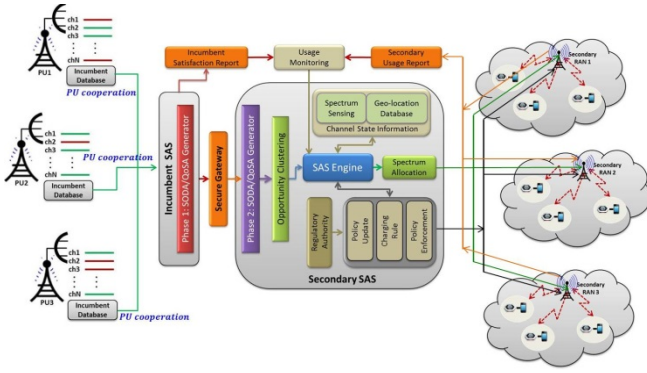 ch1
ch2
ch3
chN
PU1
Incumbent
Database
PU cooperation
ch1
ch2
ch3
chN
PU2
Incumbent
Database
PU cooperation
ch1
ch2
ch3
chN
PU3
Incumbent
Database
PU cooperation
Incumbent
Satisfaction Report
Usage
Monitoring
Secondary
Usage Report
Incumbent SAS
Phase 1: SODA/QoSA Generator
Secure Gateway
Phase 2: SODA/QoSA Generator
Opportunity Clustering
Spectrum
Sensing
Geo-location
Database
Channel State Information
SAS Engine
Spectrum
Allocation
Regulatory
Authority
Policy
Update
Charging
Rule
Policy
Enforcement
Secondary SAS
Secondary
RAN 1
Secondary
RAN 2
Secondary
RAN 3